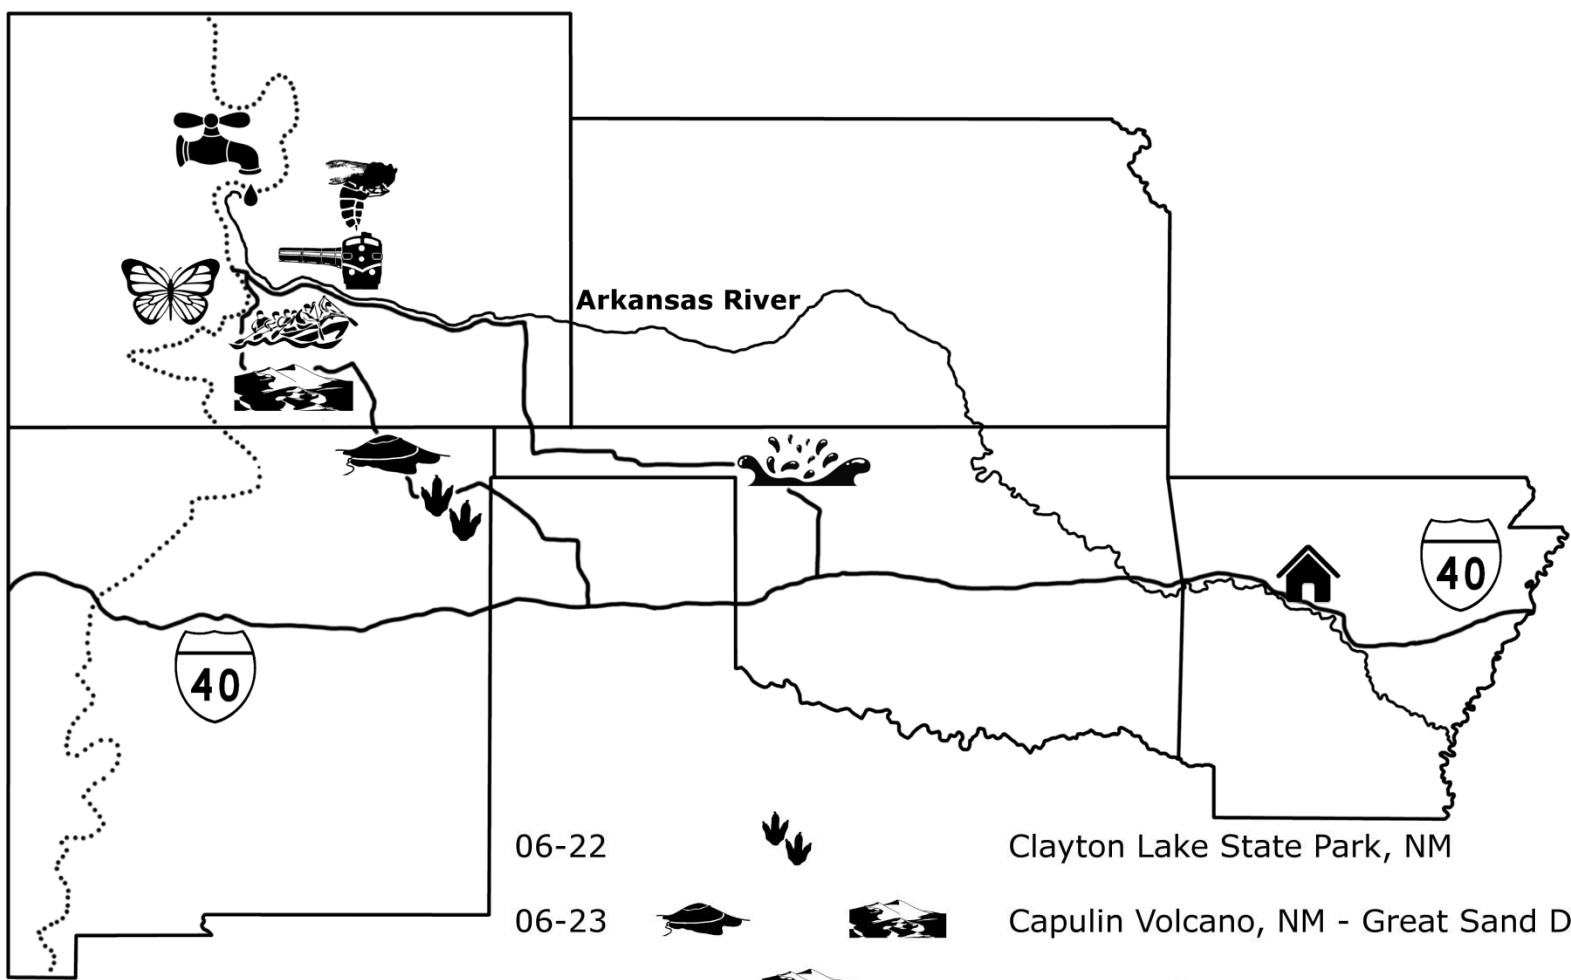 Arkansas River
40
40
06-22 Clayton Lake State Park, NM
06-23 Capulin Volcano, NM - Great Sand D